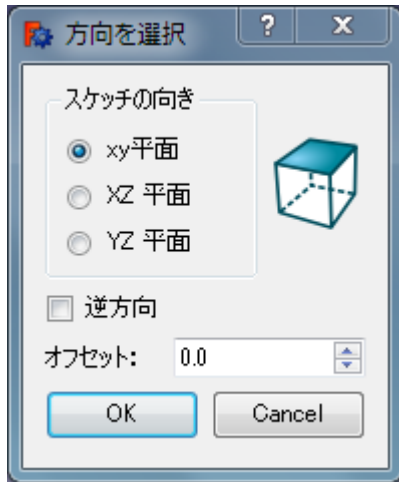 方向を選択
スケッチの向き
xy平面
XZ 平面
YZ 平面
逆方向
オフセット: 0.0
OK Cancel